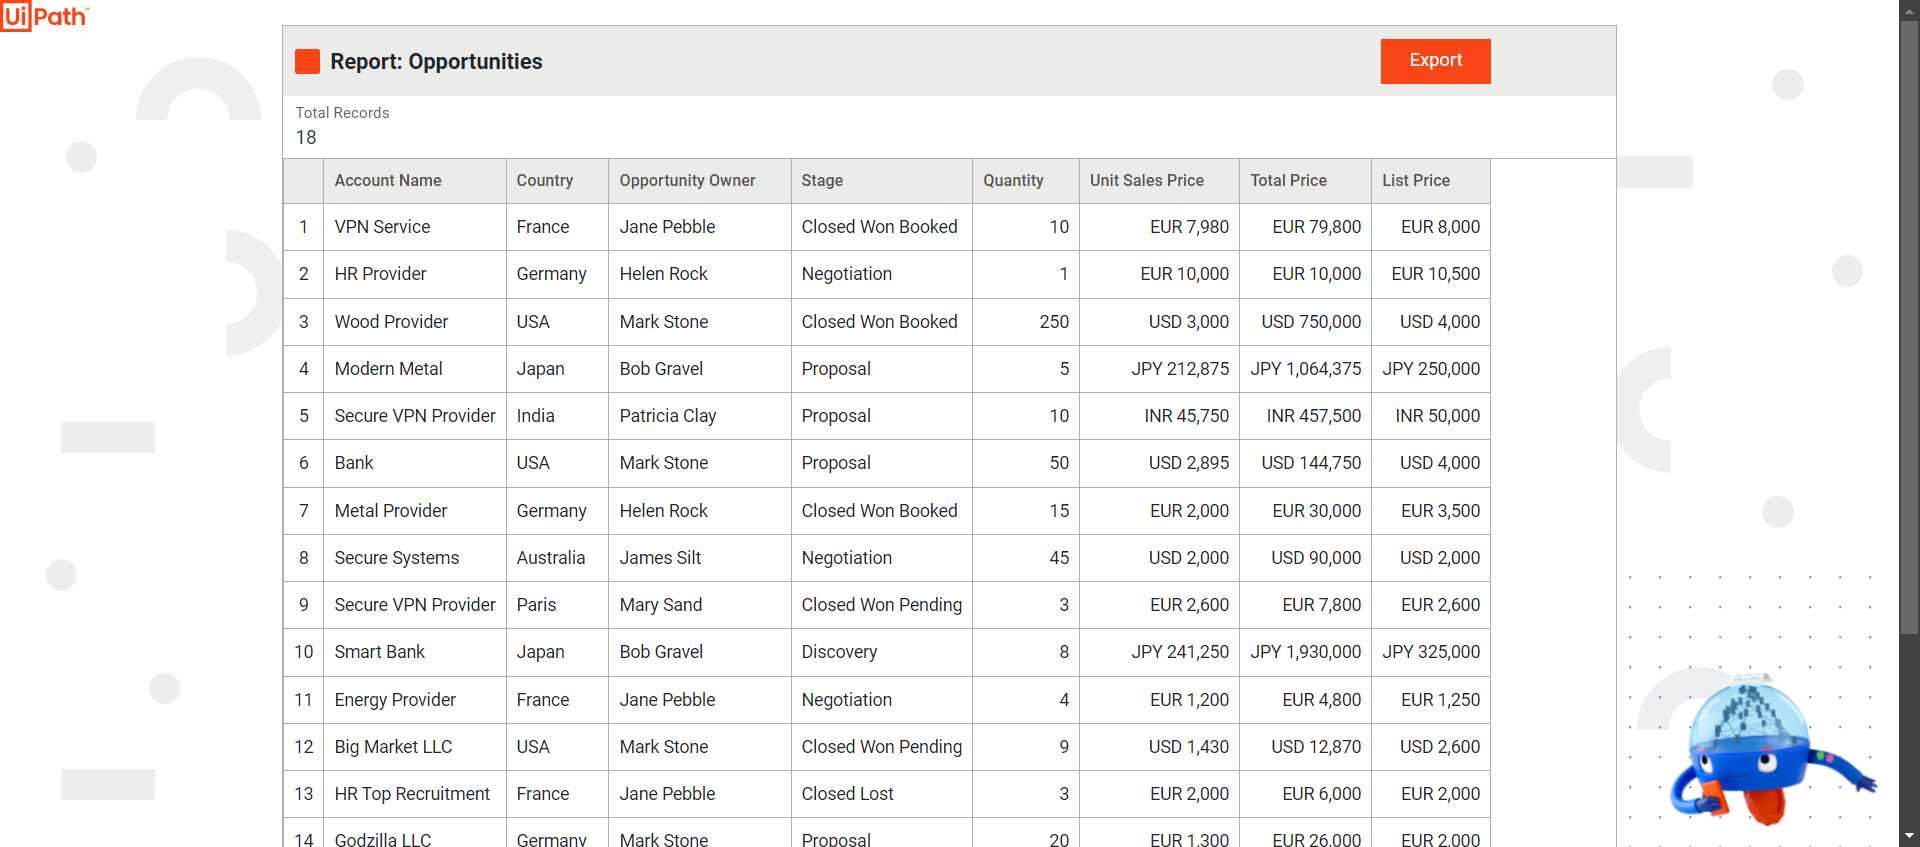 UiPath™
Report: Opportunities
Export
Total Records
18
Account Name Country Opportunity Owner Stage Quantity Unit Sales Price Total Price List Price
1 VPN Service France Jane Pebble Closed Won Booked 10 EUR 7,980 EUR 79,800 EUR 8,000
2 HR Provider Germany Helen Rock Negotiation 1 EUR 10,000 EUR 10,000 EUR 10,500
3 Wood Provider USA Mark Stone Closed Won Booked 250 USD 3,000 USD 750,000 USD 4,000
4 Modern Metal Japan Bob Gravel Proposal 5 JPY 212,875 JPY 1,064,375 JPY 250,000
5 Secure VPN Provider India Patricia Clay Proposal 10 INR 45,750 INR 457,500 INR 50,000
6 Bank USA Mark Stone Proposal 50 USD 2,895 USD 144,750 USD 4,000
7 Metal Provider Germany Helen Rock Closed Won Booked 15 EUR 2,000 EUR 30,000 EUR 3,500
8 Secure Systems Australia James Silt Negotiation 45 USD 2,000 USD 90,000 USD 2,000
9 Secure VPN Provider Paris Mary Sand Closed Won Pending 3 EUR 2,600 EUR 7,800 EUR 2,600
10 Smart Bank Japan Bob Gravel Discovery 8 JPY 241,250 JPY 1,930,000 JPY 325,000
11 Energy Provider France Jane Pebble Negotiation 4 EUR 1,200 EUR 4,800 EUR 1,250
12 Big Market LLC USA Mark Stone Closed Won Pending 9 USD 1,430 USD 12,870 USD 2,600
13 HR Top Recruitment France Jane Pebble Closed Lost 3 EUR 2,000 EUR 6,000 EUR 2,000
14 Godzilla LLC Germany Mark Stone Proposal 20 EUR 1,300 EUR 26,000 EUR 2,000